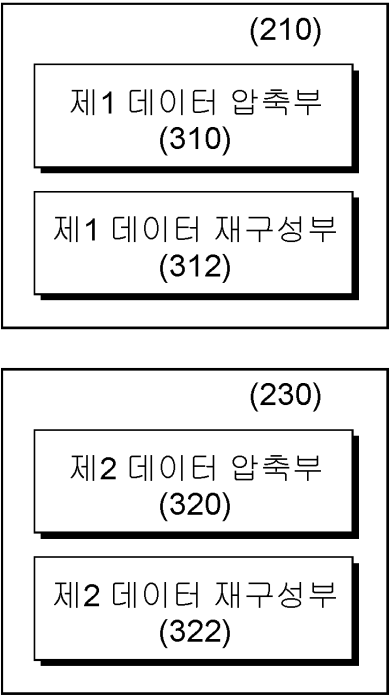 (210)
제1 데이터 압축부
(310)
제1 데이터 재구성부
(312)
(230)
제2 데이터 압축부
(320)
제2 데이터 재구성부
(322)